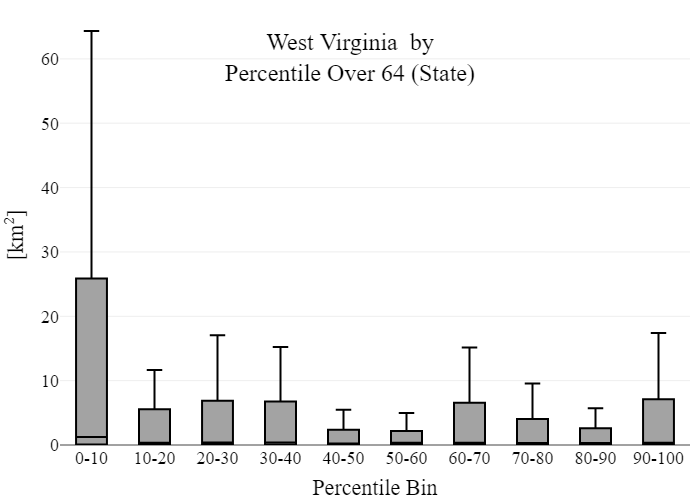 West Virginia  by
Percentile Over 64 (State)
[km²]
60
50
40
30
20
10
0
0-10 10-20 20-30 30-40 40-50 50-60 60-70 70-80 80-90 90-100
Percentile Bin